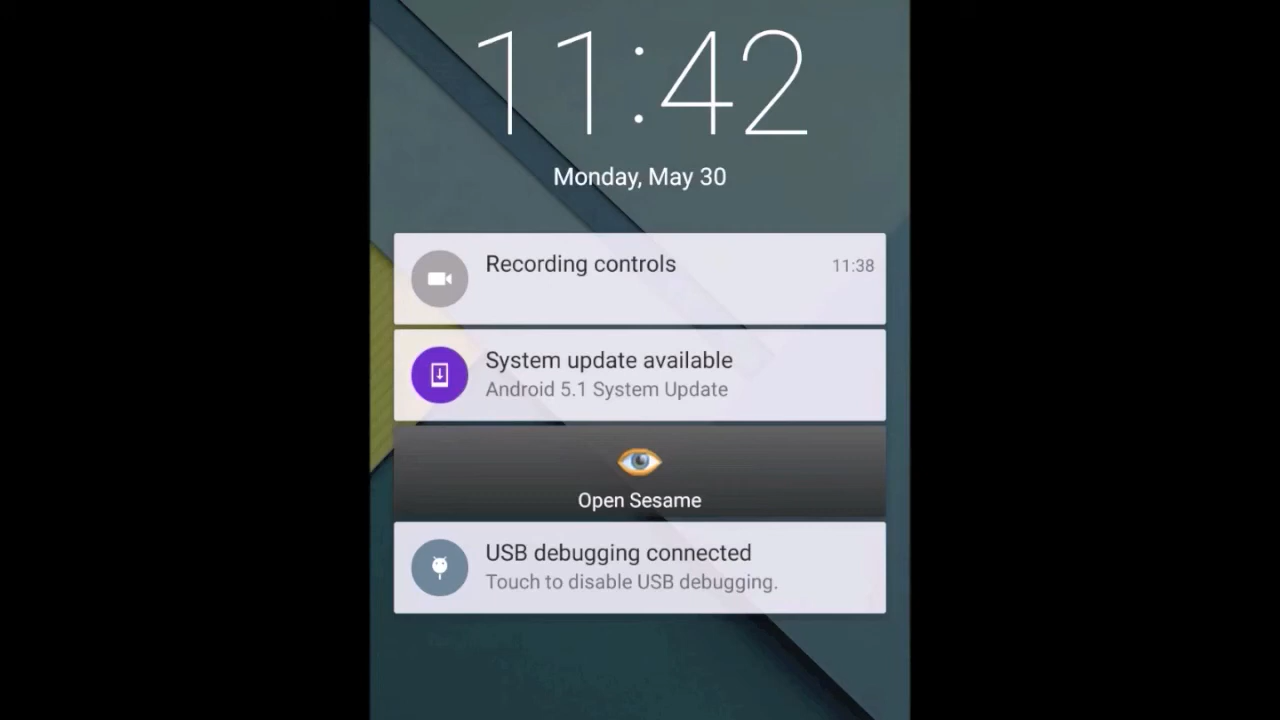 11:42
Monday, May 30
Recording controls 11:38
System update available
Android 5.1 System Update
Open Sesame
USB debugging connected
Touch to disable USB debugging.